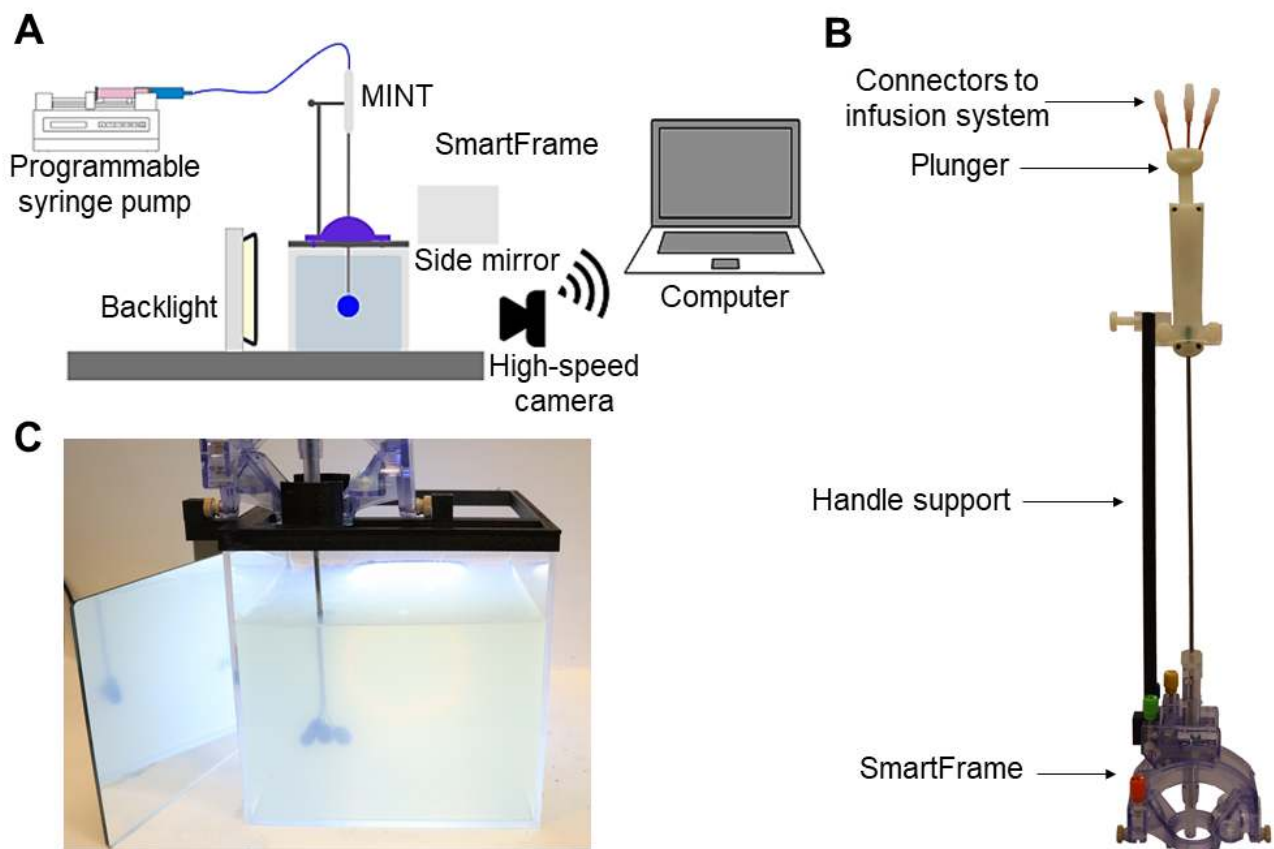 A
MINT
Programmable
syringe pump
SmartFrame
Side mirror
Backlight
High-speed
camera
Computer
B
Connectors to
infusion system
Plunger
Handle support
SmartFrame
C